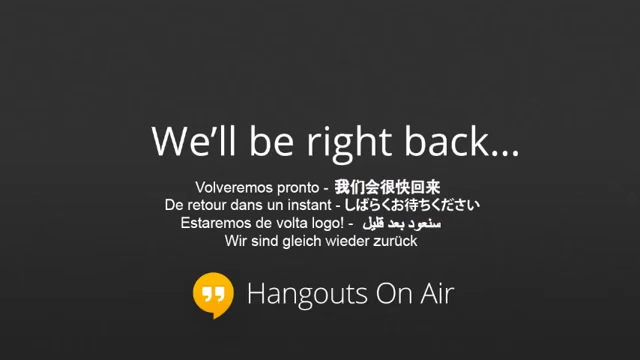 We'll be right back...
Volveremos pronto - 我们会很快回来
De retour dans un instant - しばらくお待ちください
Estaremos de volta logo! - سنعود بعد قليل
Wir sind gleich wieder zurück
Hangouts On Air